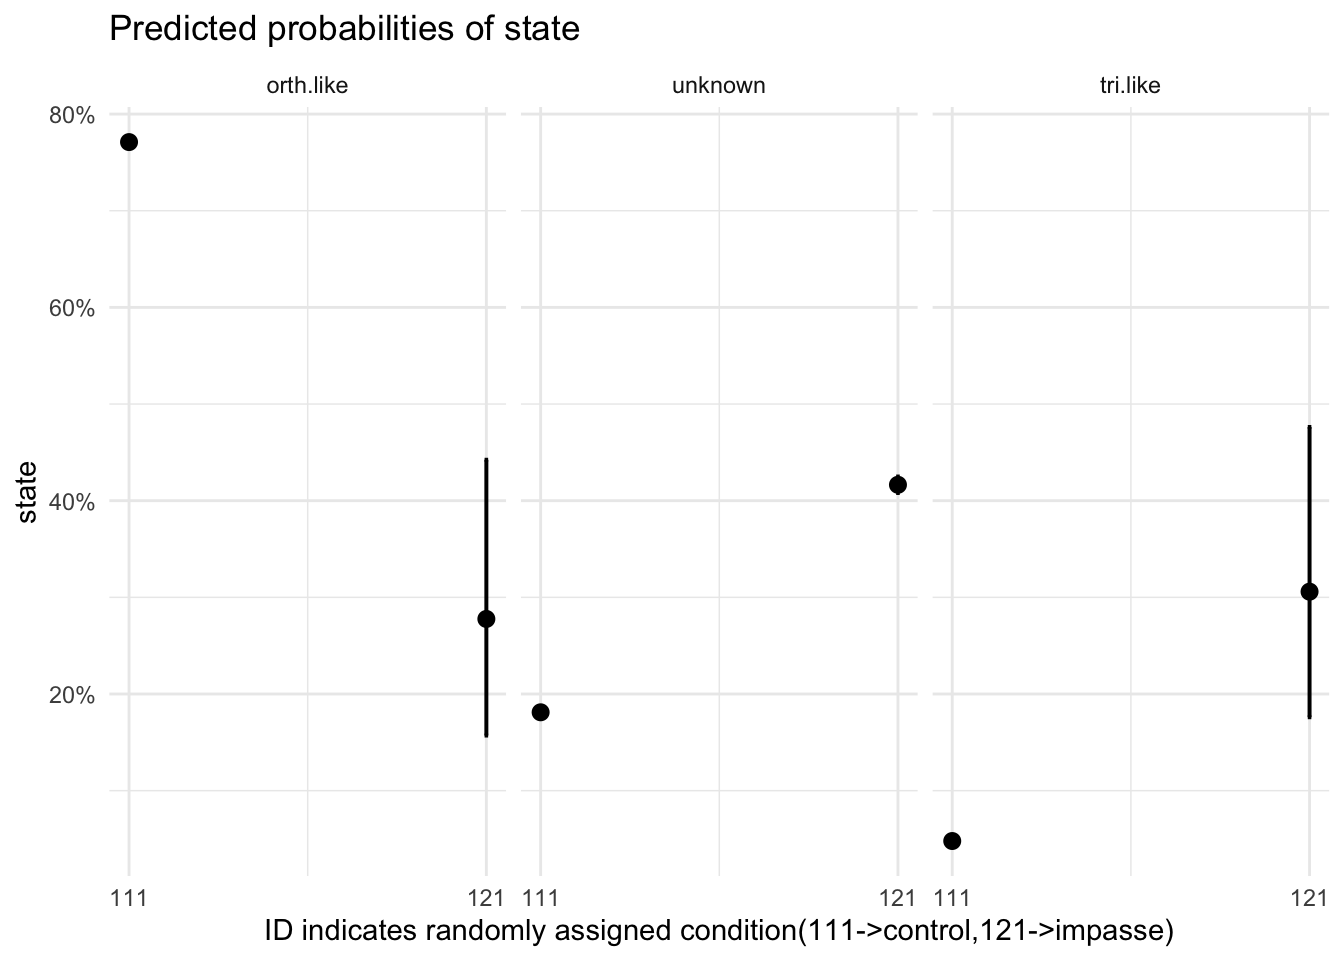 Predicted probabilities of state
orth.like
unknown
tri.like
80%
60%
40%
20%
state
111
121
111
121
111
121
ID indicates randomly assigned condition(111->control,121->impasse)